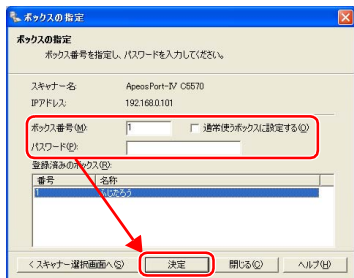 ボックスの指定
ボックスの指定
ボックス番号を指定し、パスワードを入力してください。
スキャナー名: ApeosPort-IV C5570
IPアドレス: 192.168.0.101
ボックス番号(M): 1 通常使うボックスに設定する(O)
パスワード(P):
登録済みのボックス(R):
番号 名称
1 ふじたろう
< スキャナー選択画面へ(S) 決定 閉じる(C) ヘルプ(H)